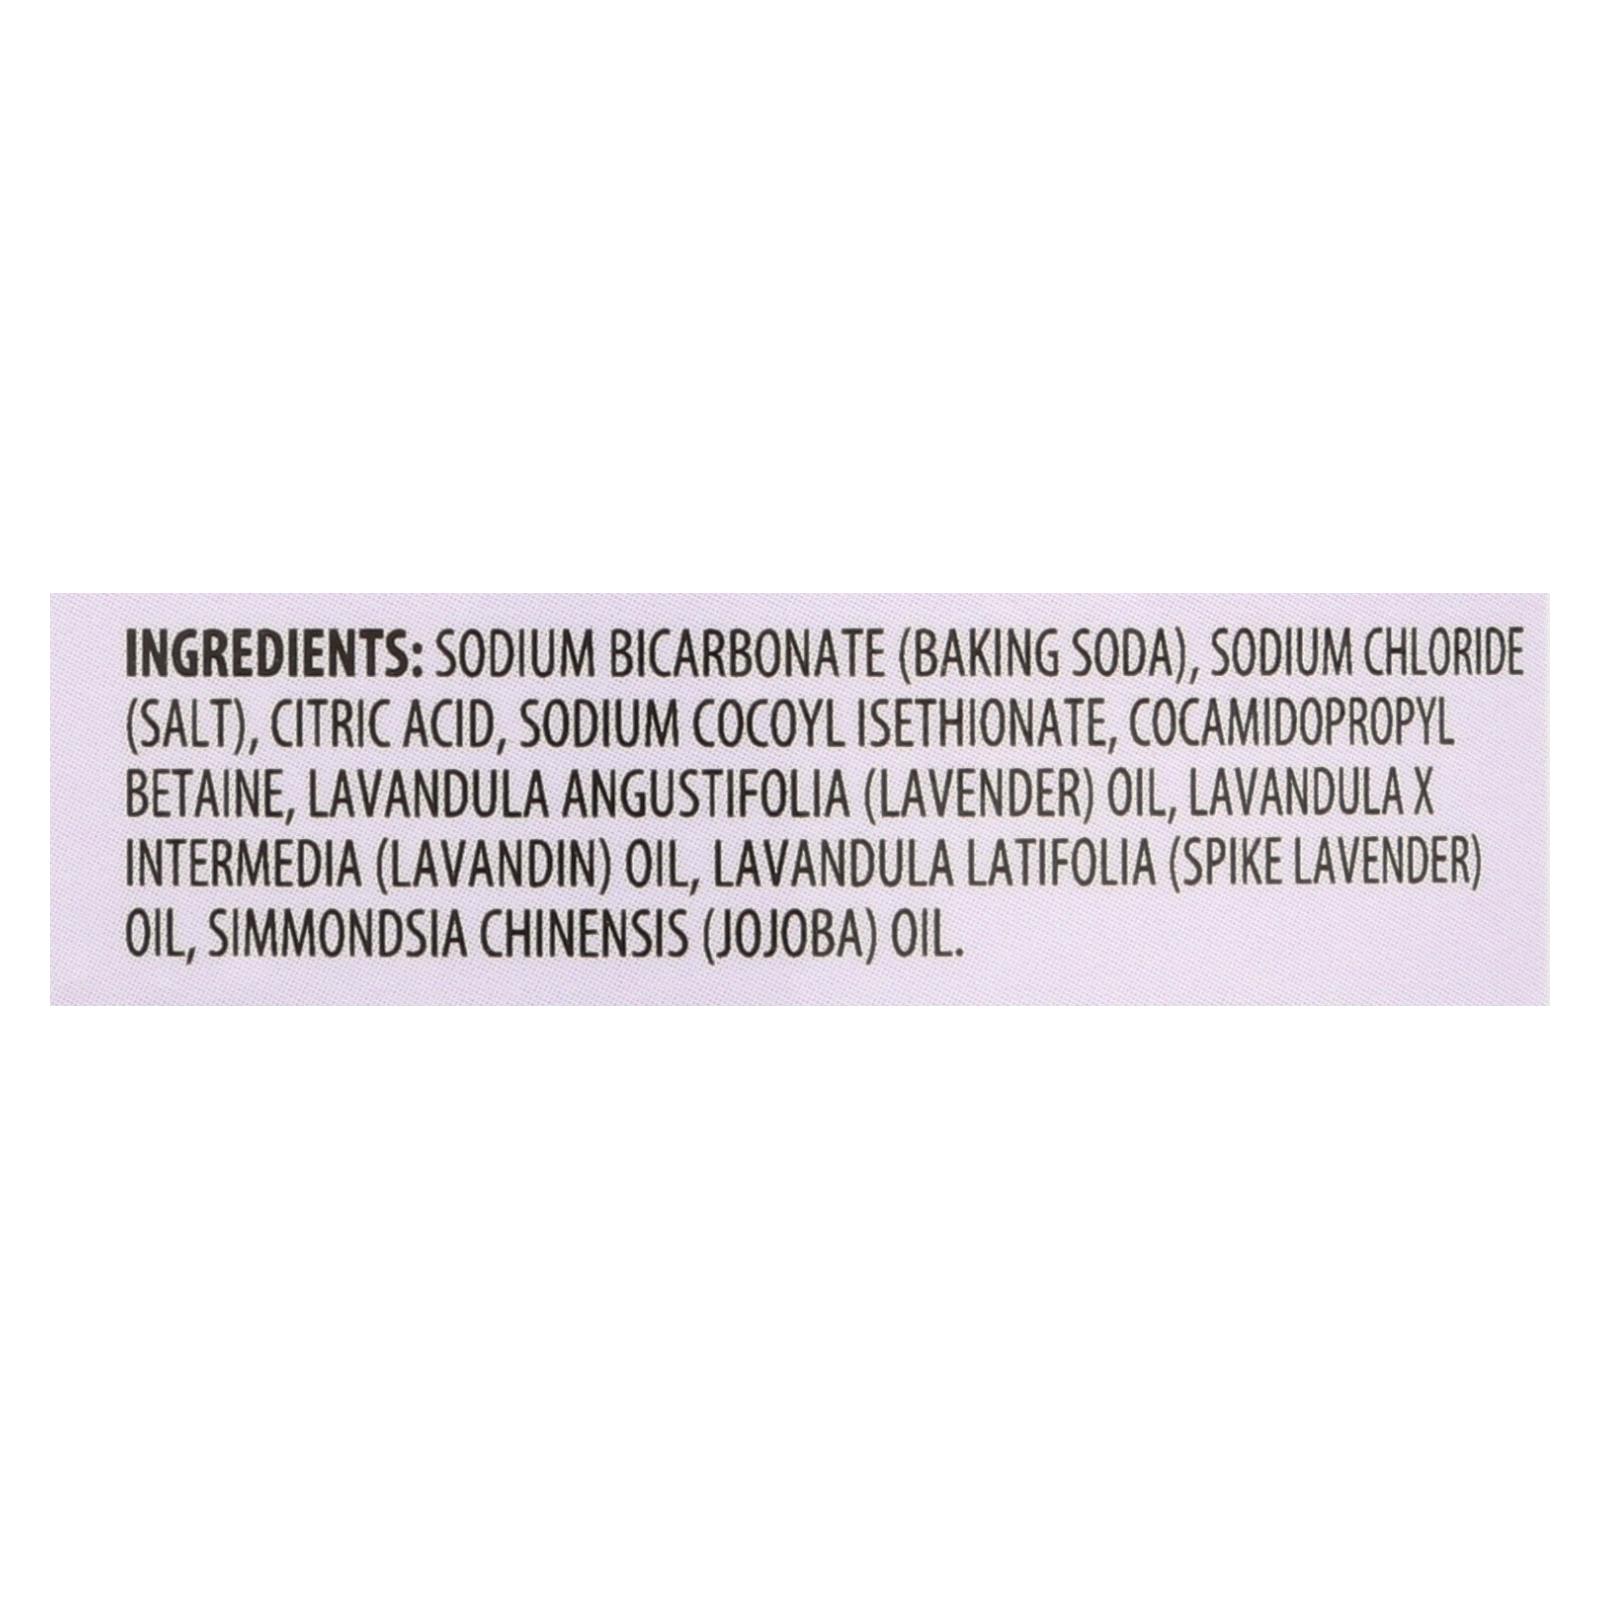 INGREDIENTS: SODIUM BICARBONATE (BAKING SODA), SODIUM CHLORIDE
(SALT), CITRIC ACID, SODIUM COCOYL ISETHIONATE, COCAMIDOPROPYL
BETAINE, LAVANDULA ANGUSTIFOLIA (LAVENDER) OIL, LAVANDULA X
INTERMEDIA (LAVANDIN) OIL, LAVANDULA LATIFOLIA (SPIKE LAVENDER)
OIL, SIMMONDSIA CHINENSIS (JOJOBA) OIL.